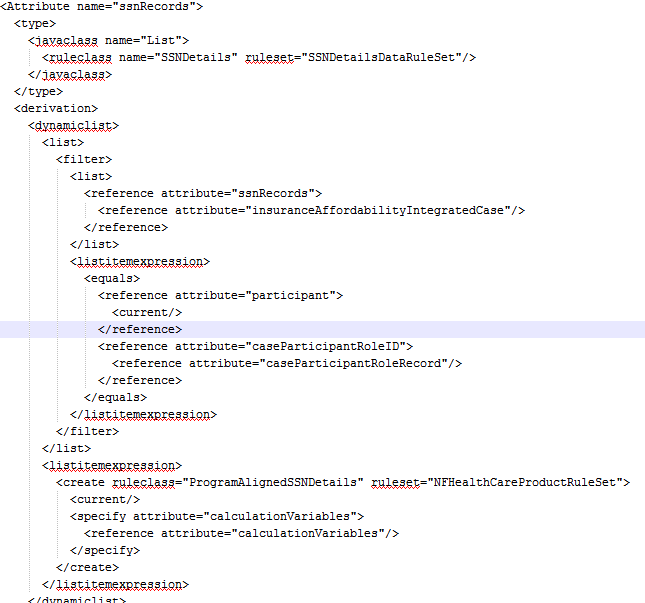 <Attribute name="ssnRecords">
<type>
<javaclass name="List">
<ruleclass name="SSNDetails" ruleset="SSNDetailsDataRuleSet"/>
</javaclass>
</type>
<derivation>
<dynamiclist>
<list>
<filter>
<list>
<reference attribute="ssnRecords">
<reference attribute="insuranceAffordabilityIntegratedCase"/>
</reference>
</list>
<listitemexpression>
<equals>
<reference attribute="participant">
<current/>
</reference>
<reference attribute="caseParticipantRoleID">
<reference attribute="caseParticipantRoleRecord"/>
</reference>
</equals>
</listitemexpression>
</filter>
</list>
<listitemexpression>
<create ruleclass="ProgramAlignedSSNDetails" ruleset="NFHealthCareProductRuleSet">
<current/>
<specify attribute="calculationVariables">
<reference attribute="calculationVariables"/>
</specify>
</create>
</listitemexpression>
</dynamiclist>